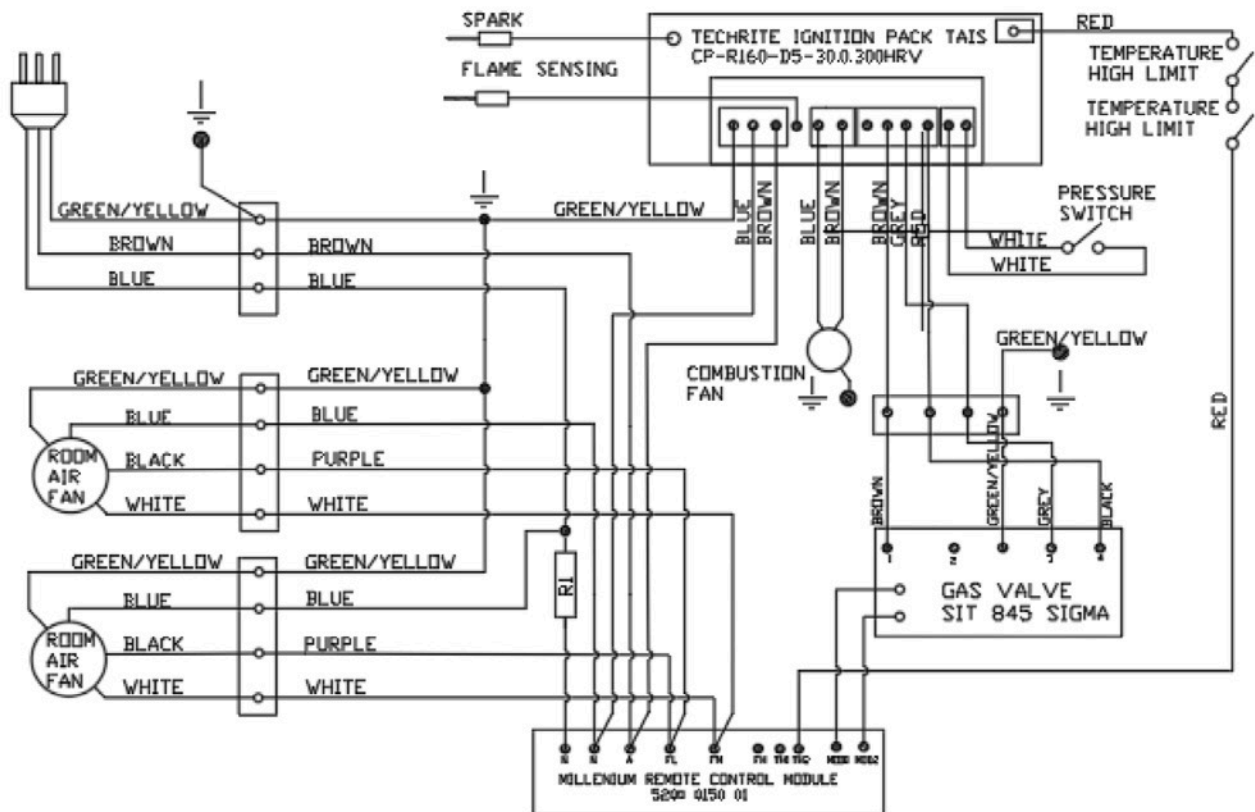 SPARK
FLAME SENSING
TECHRITE IGNITION PACK TAIS
CP-R160-D5-30.0.300HRV
RED
TEMPERATURE
HIGH LIMIT
TEMPERATURE
HIGH LIMIT
GREEN/YELLOW
BROWN
BLUE
BROWN
BLUE
GREEN/YELLOW
BLUE
BROWN
BLUE
BROWN
BROWN
GREY
RED
PRESSURE
SWITCH
WHITE
WHITE
COMBUSTION
FAN
GREEN/YELLOW
RED
GREEN/YELLOW
BLUE
BLACK
WHITE
GREEN/YELLOW
BLUE
PURPLE
WHITE
ROOM
AIR
FAN
GREEN/YELLOW
BLUE
BLACK
WHITE
GREEN/YELLOW
BLUE
PURPLE
WHITE
ROOM
AIR
FAN
R1
BROWN
GREEN/YELLOW
GREY
BLACK
GAS VALVE
SIT 845 SIGMA
N
N
A
FL
MILLENIUM REMOTE CONTROL MODULE